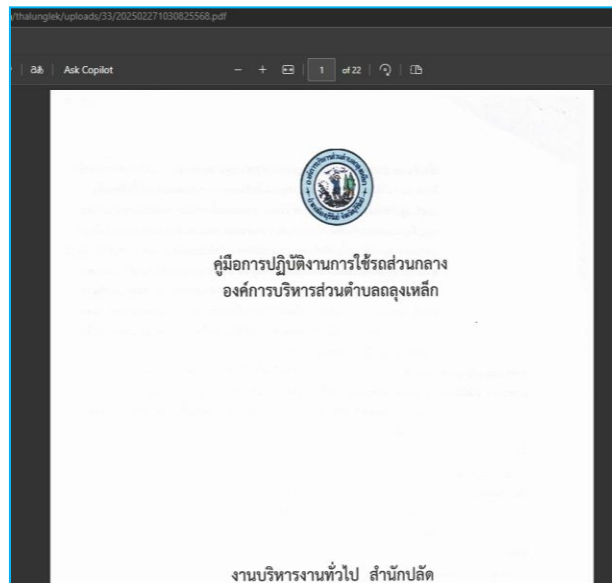 /thalunglek/uploads/33/202502271030825568.pdf
Ask Copilot
1 of 22
คู่มือการปฏิบัติงานการใช้รถส่วนกลาง
องค์การบริหารส่วนตำบลถลุงเหล็ก
งานบริหารงานทั่วไป สำนักปลัด